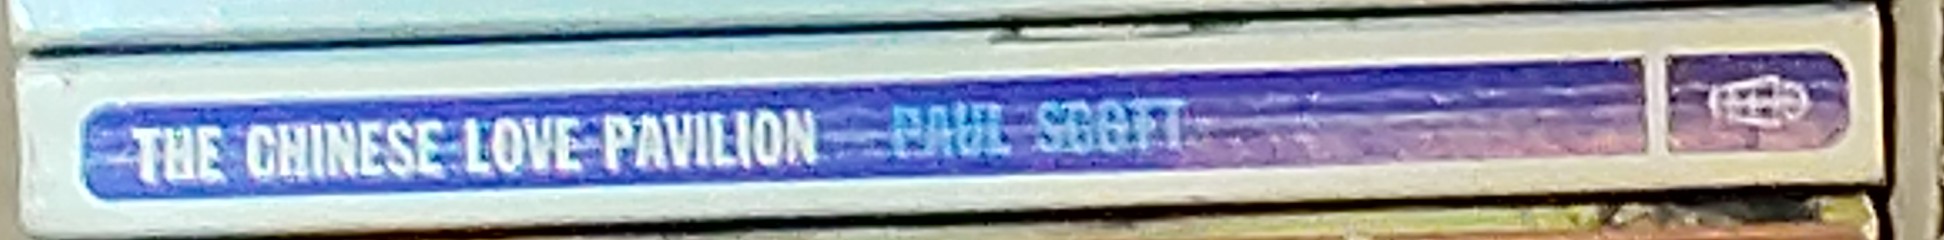 THE CHINESE LOVE PAVILION PAUL SCOTT